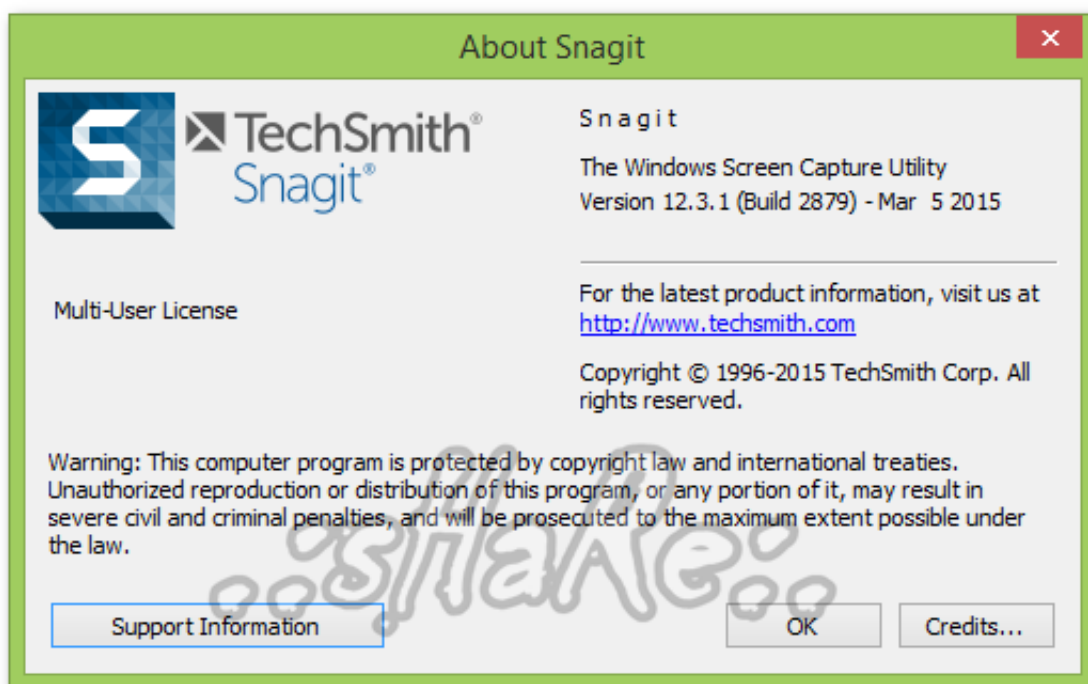 About Snagit
TechSmith®
Snagit®
Snagit
The Windows Screen Capture Utility
Version 12.3.1 (Build 2879) - Mar 5 2015
Multi-User License
For the latest product information, visit us at
http://www.techsmith.com
Copyright © 1996-2015 TechSmith Corp. All
rights reserved.
Warning: This computer program is protected by copyright law and international treaties.
Unauthorized reproduction or distribution of this program, or any portion of it, may result in
severe civil and criminal penalties, and will be prosecuted to the maximum extent possible under
the law.
..:sHaRe:..
Support Information
OK
Credits...